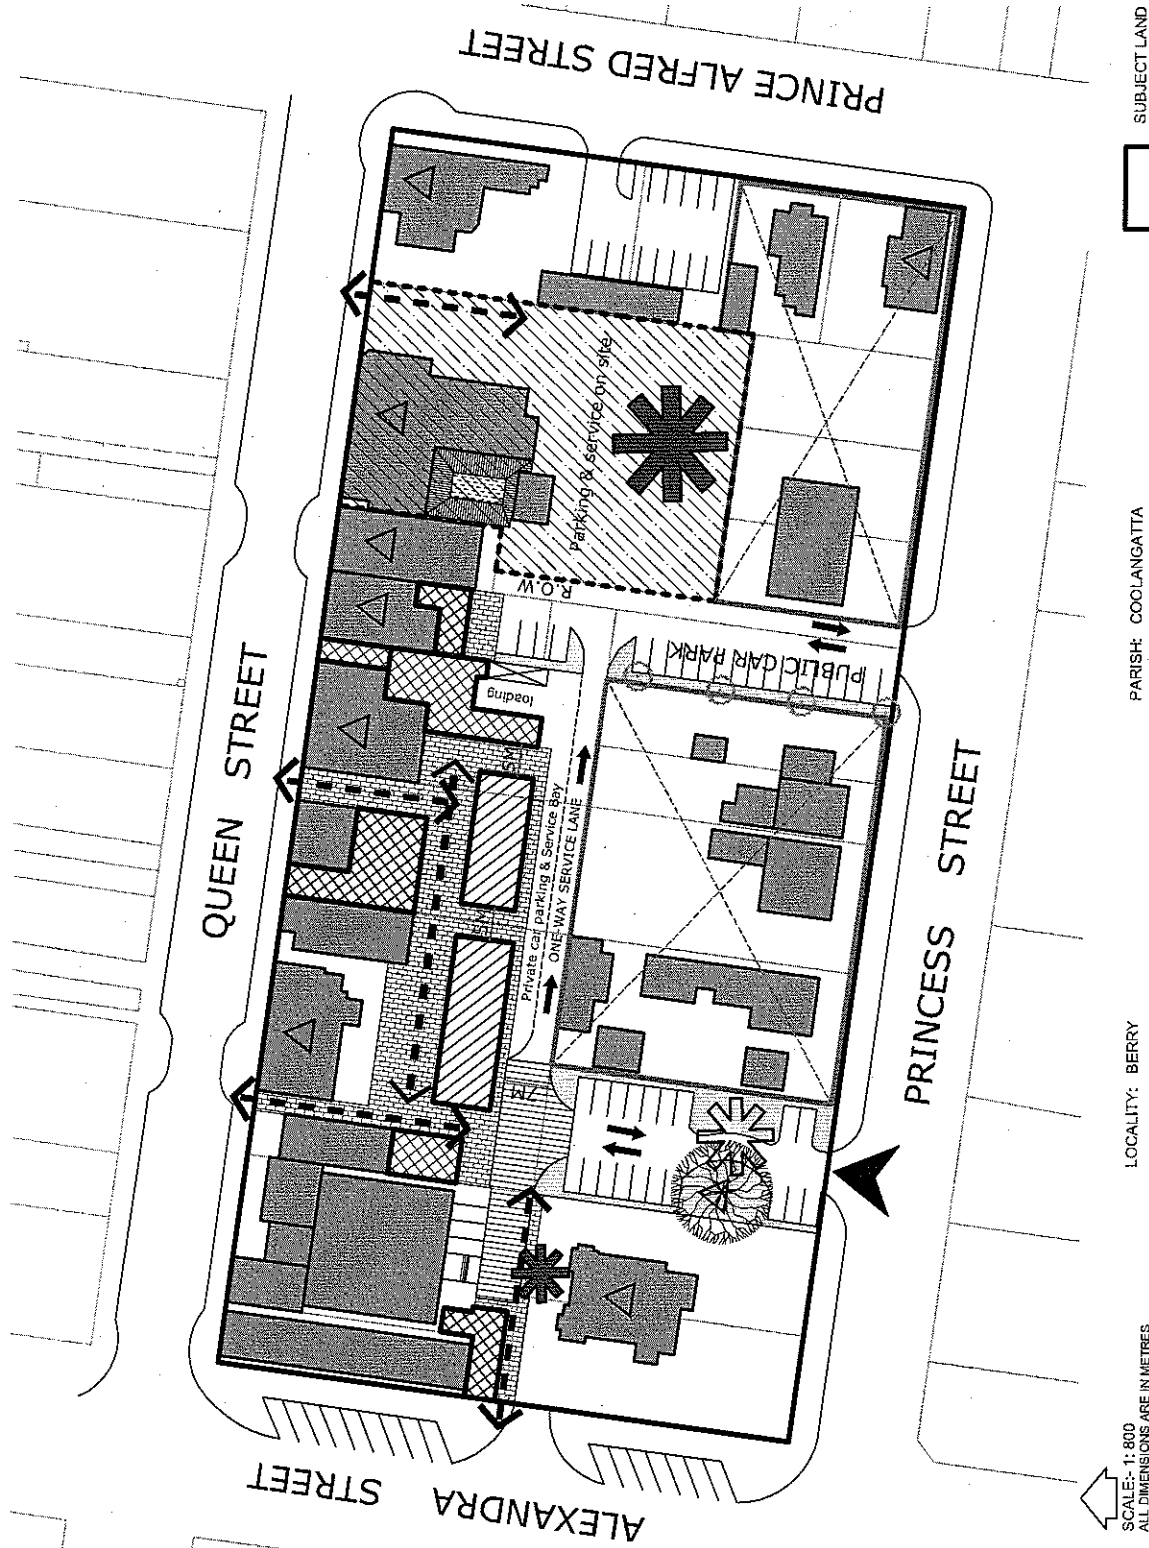 PRINCE ALFRED STREET
QUEEN STREET
Parking & service on site
R.O.W
loading
PUBLIC CAR PARK
5M
5M
Private car parking & Service Bay
ONE-WAY SERVICE LANE
7M
PRINCESS STREET
ALEXANDRA STREET
SCALE:- 1: 800
ALL DIMENSIONS ARE IN METRES
LOCALITY: BERRY
PARISH: COOLANGATTA
SUBJECT LAND